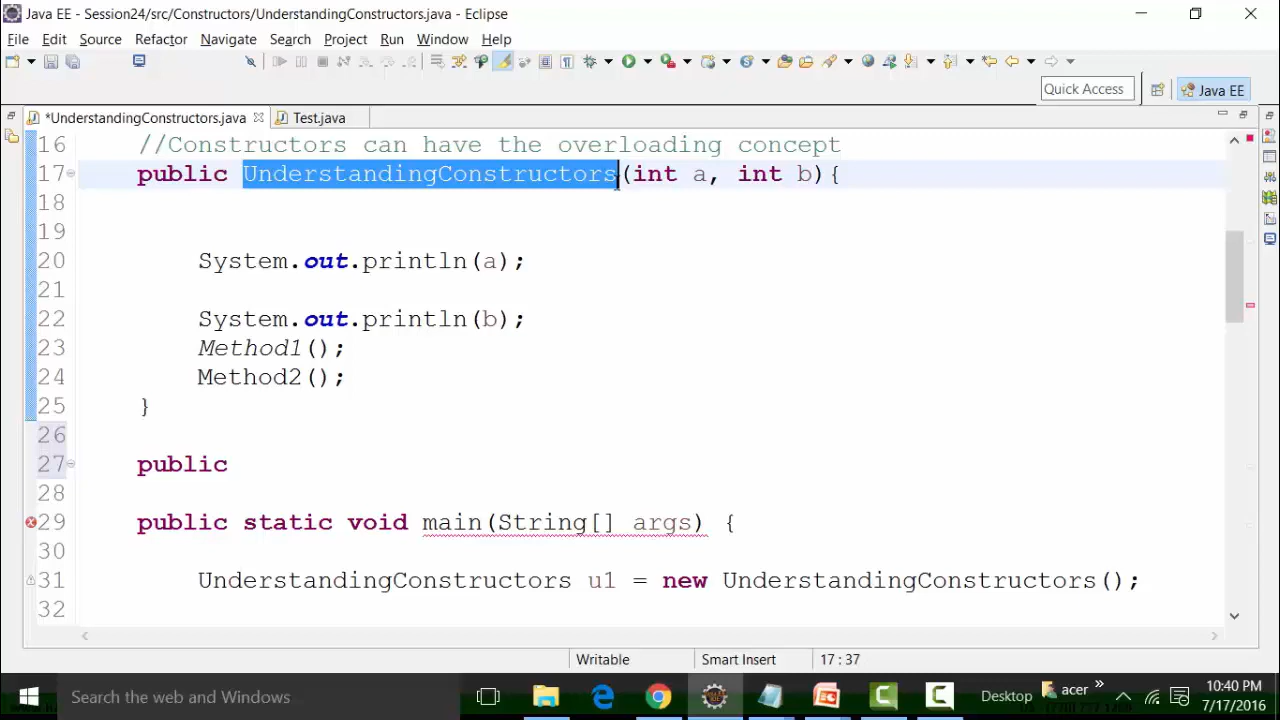 Java EE - Session24/src/Constructors/UnderstandingConstructors.java - Eclipse
File Edit Source Refactor Navigate Search Project Run Window Help
Quick Access
Java EE
*UnderstandingConstructors.java
Test.java
16 //Constructors can have the overloading concept
17 public UnderstandingConstructors(int a, int b){
18
19
20 System.out.println(a);
21
22 System.out.println(b);
23 Method1();
24 Method2();
25 }
26
27 public
28
29 public static void main(String[] args) {
30
31 UnderstandingConstructors u1 = new UnderstandingConstructors();
32
Writable Smart Insert 17 : 37
Search the web and Windows
Desktop
acer »
10:40 PM
7/17/2016